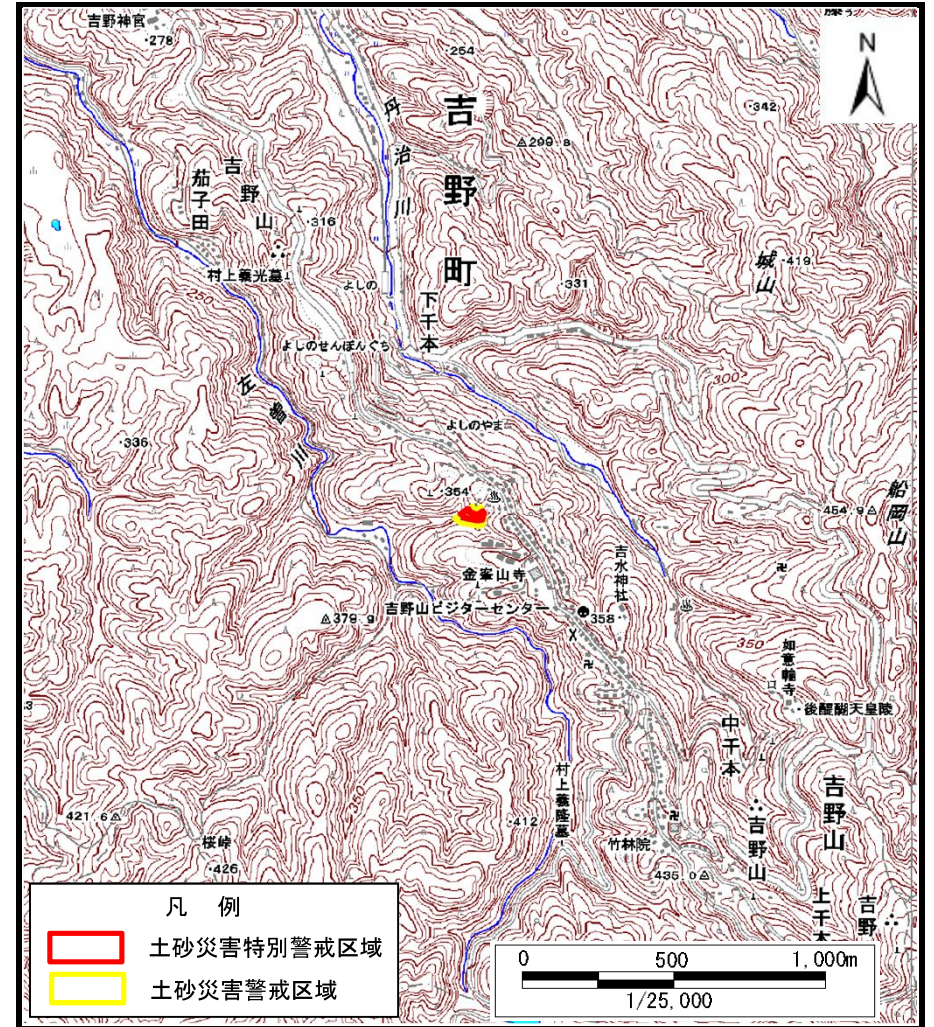 吉野神宮
·278
·254
藤
N
·342
丹治川
吉野町
△299.8
茄子田
吉野山
·316
·419
城山
村上義光墓
250
よしの
·331
下千本
よしのせんぼんぐち
300
左曽川
·336
よしのやま
·354
船岡山
454.9△
吉水神社
金峯山寺
吉野山ビジターセンター
·358
△379.9
350
如意輪寺
後醍醐天皇陵
中千本
350
村上義隆墓
吉野山
421.6△
·412
吉野山
桜峠
竹林院
·426
435.0△
上千本
吉野
凡 例
土砂災害特別警戒区域
土砂災害警戒区域
0 500 1,000m
1/25,000